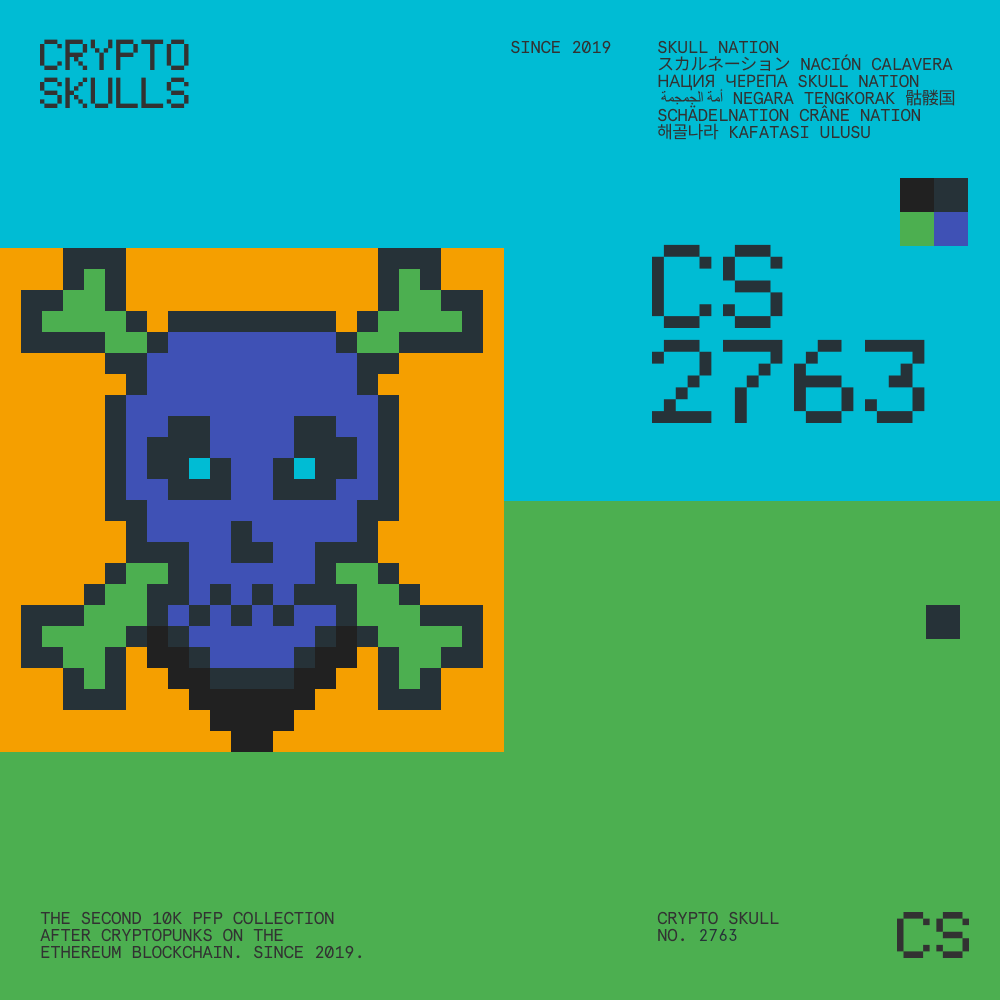 CRYPTO
SKULLS
SINCE 2019
SKULL NATION
スカルネーション NACIÓN CALAVERA
НАЦИЯ ЧЕРЕПА SKULL NATION
أمة الجمجمة NEGARA TENGKORAK 骷髅国
SCHÄDELNATION CRÂNE NATION
해골나라 KAFATASI ULUSU
CS
2763
THE SECOND 10K PFP COLLECTION
AFTER CRYPTOPUNKS ON THE
ETHEREUM BLOCKCHAIN. SINCE 2019.
CRYPTO SKULL
NO. 2763
CS